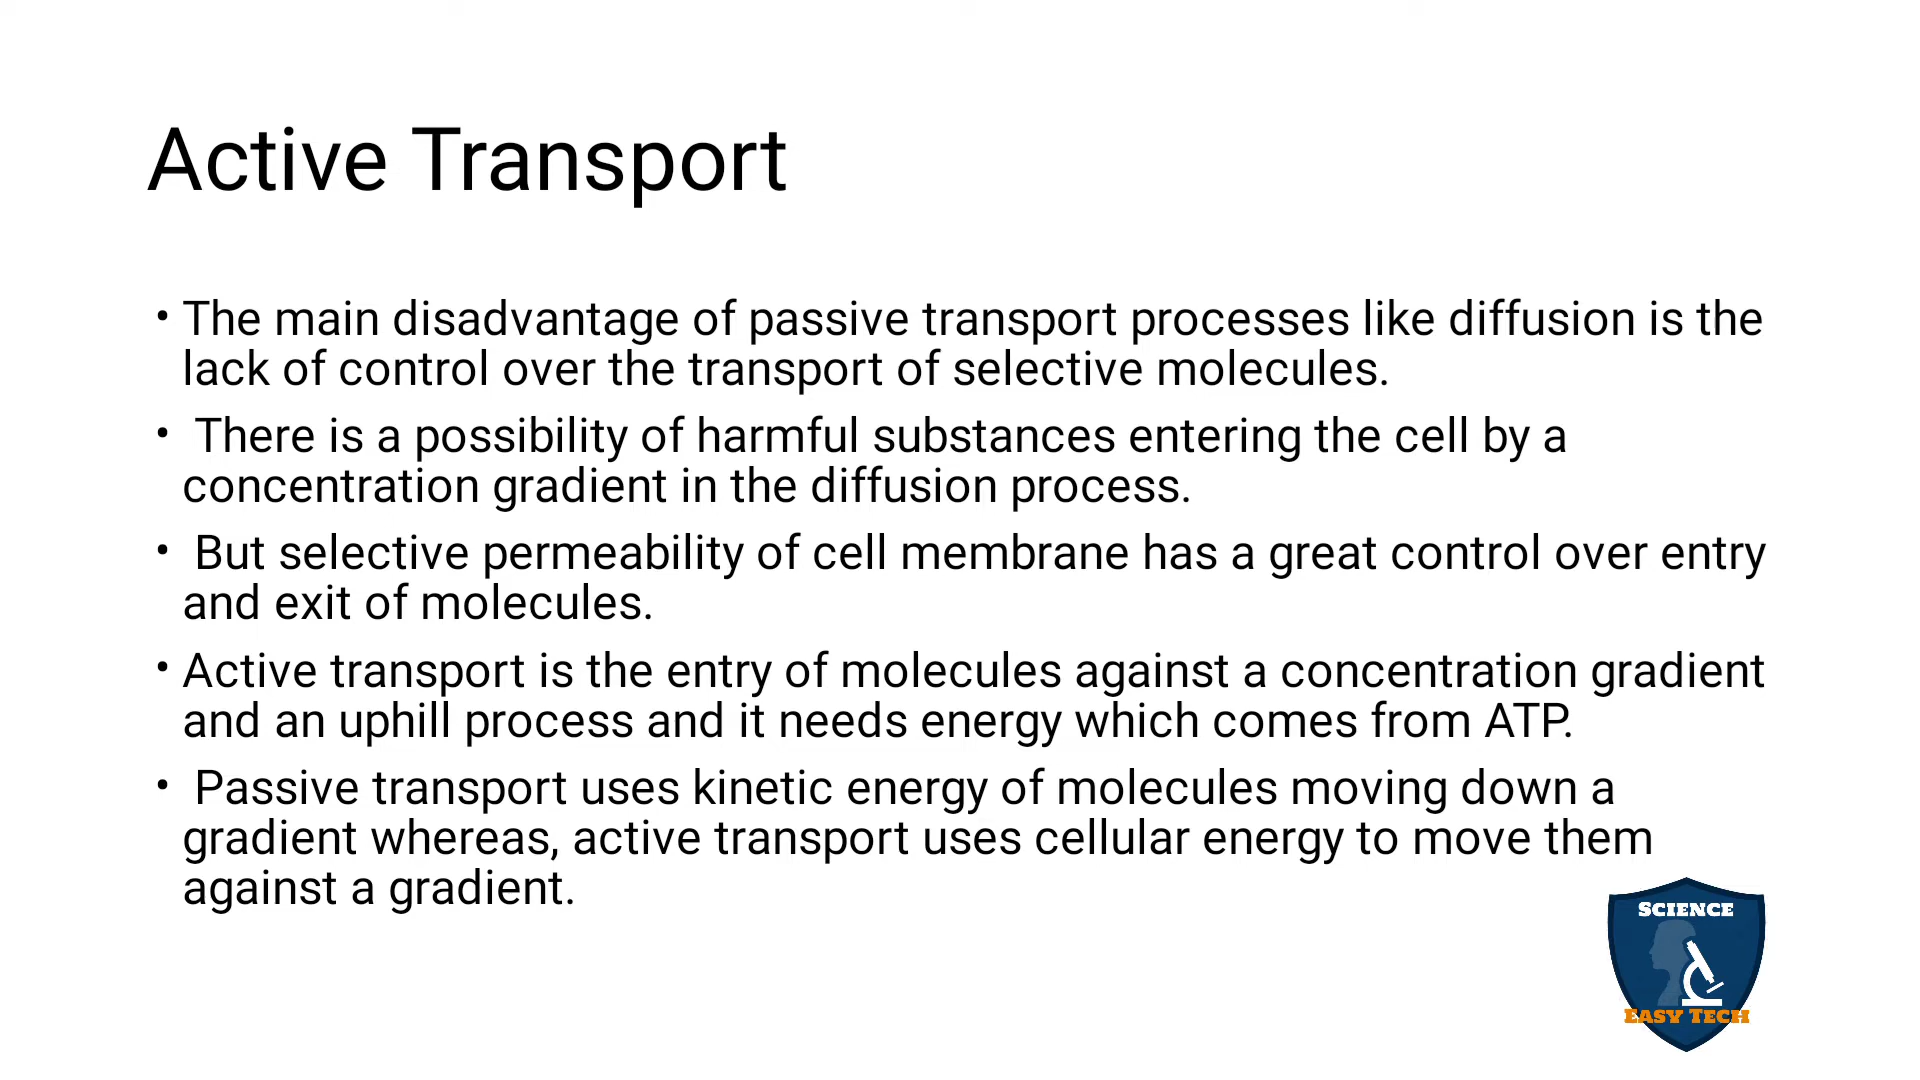 Active Transport
• The main disadvantage of passive transport processes like diffusion is the
lack of control over the transport of selective molecules.
• There is a possibility of harmful substances entering the cell by a
concentration gradient in the diffusion process.
• But selective permeability of cell membrane has a great control over entry
and exit of molecules.
• Active transport is the entry of molecules against a concentration gradient
and an uphill process and it needs energy which comes from ATP.
• Passive transport uses kinetic energy of molecules moving down a
gradient whereas, active transport uses cellular energy to move them
against a gradient.
SCIENCE
EASY TECH